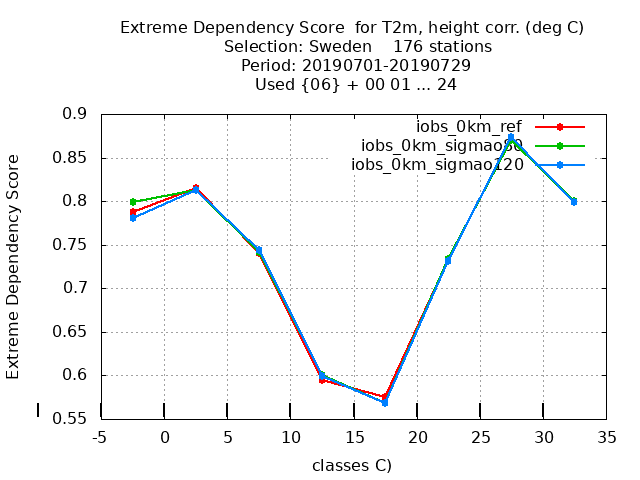 Extreme Dependency Score for T2m, height corr. (deg C)
Selection: Sweden 176 stations
Period: 20190701-20190729
Used {06} + 00 01 ... 24
iobs_0km_ref
iobs_0km_sigmao80
iobs_0km_sigmao120
Extreme Dependency Score
0.9
0.85
0.8
0.75
0.7
0.65
0.6
0.55
-5 0 5 10 15 20 25 30 35
classes C)